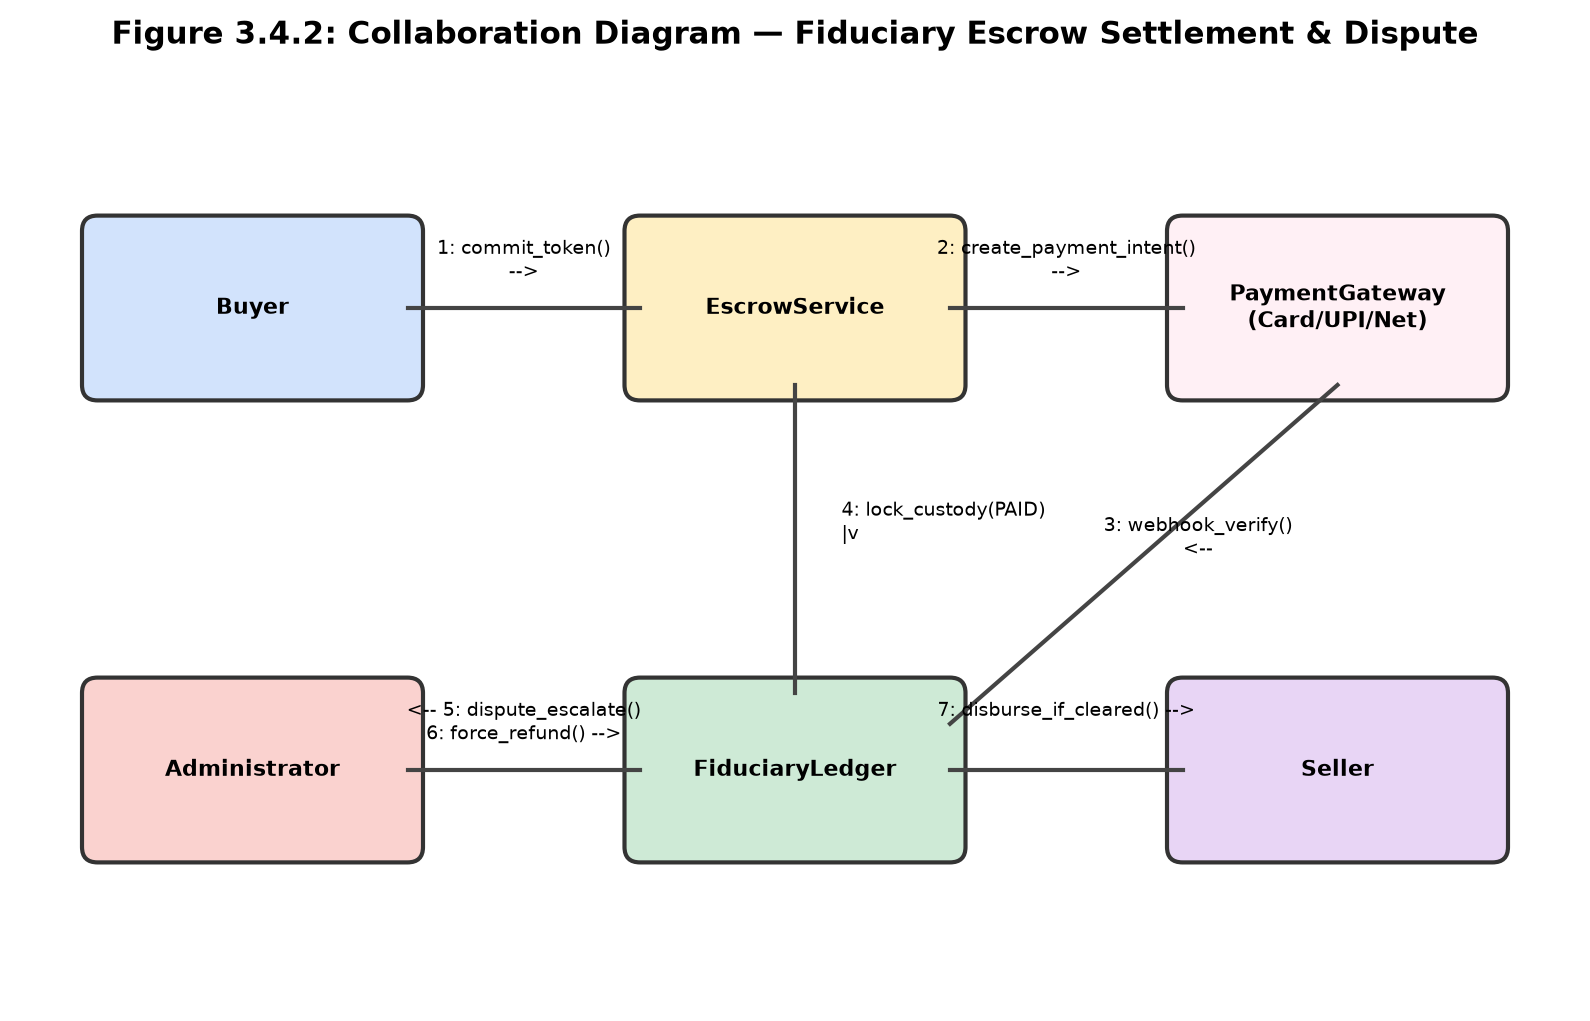 Figure 3.4.2: Collaboration Diagram — Fiduciary Escrow Settlement & Dispute
Buyer
1: commit_token()
-->
EscrowService
2: create_payment_intent()
-->
PaymentGateway
(Card/UPI/Net)
4: lock_custody(PAID)
|v
3: webhook_verify()
<--
Administrator
<-- 5: dispute_escalate()
6: force_refund() -->
FiduciaryLedger
7: disburse_if_cleared() -->
Seller